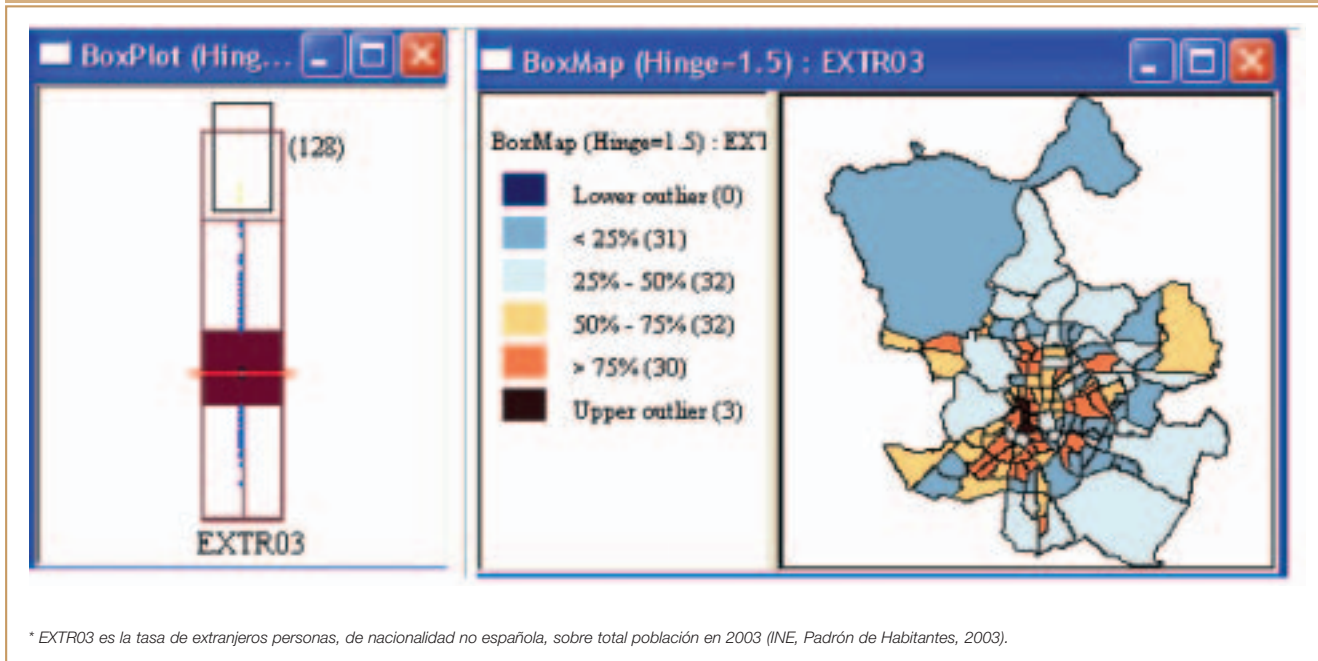 BoxPlot (Hing...
(128)
EXTR03
BoxMap (Hinge=1.5) : EXTR03
BoxMap (Hinge=1.5) : EXT
Lower outlier (0)
< 25% (31)
25% - 50% (32)
50% - 75% (32)
> 75% (30)
Upper outlier (3)
* EXTR03 es la tasa de extranjeros personas, de nacionalidad no española, sobre total población en 2003 (INE, Padrón de Habitantes, 2003).